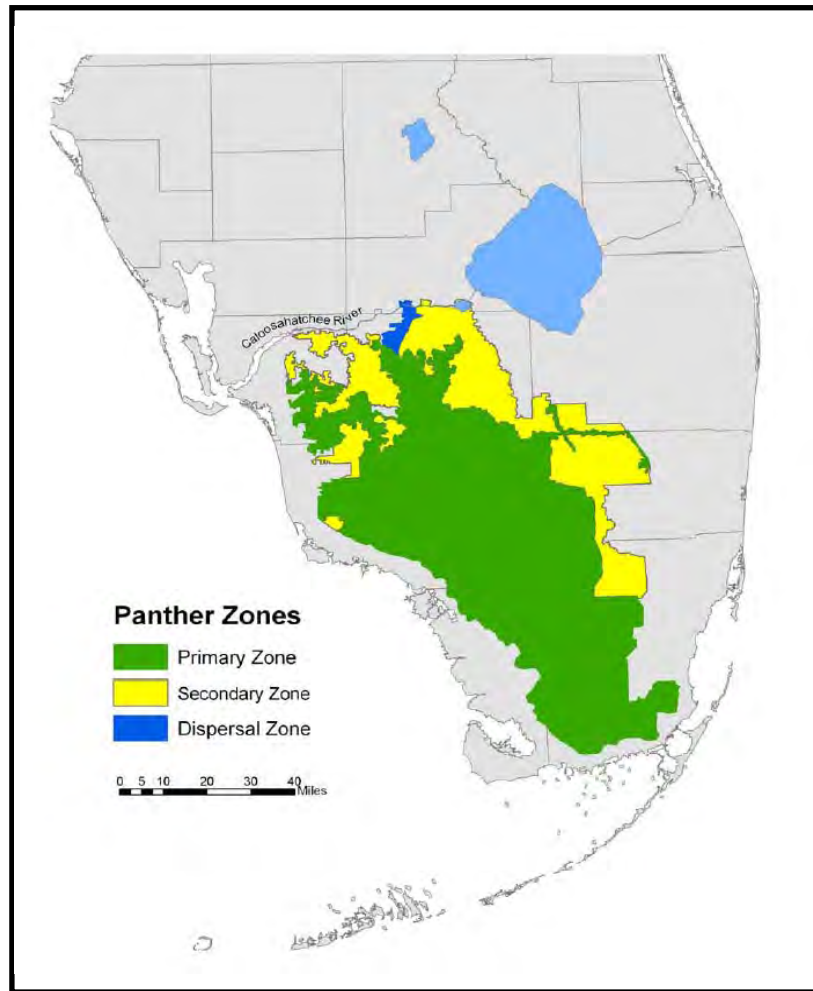 Caloosahatchee River
Panther Zones
Primary Zone
Secondary Zone
Dispersal Zone
0 5 10 20 30 40
Miles